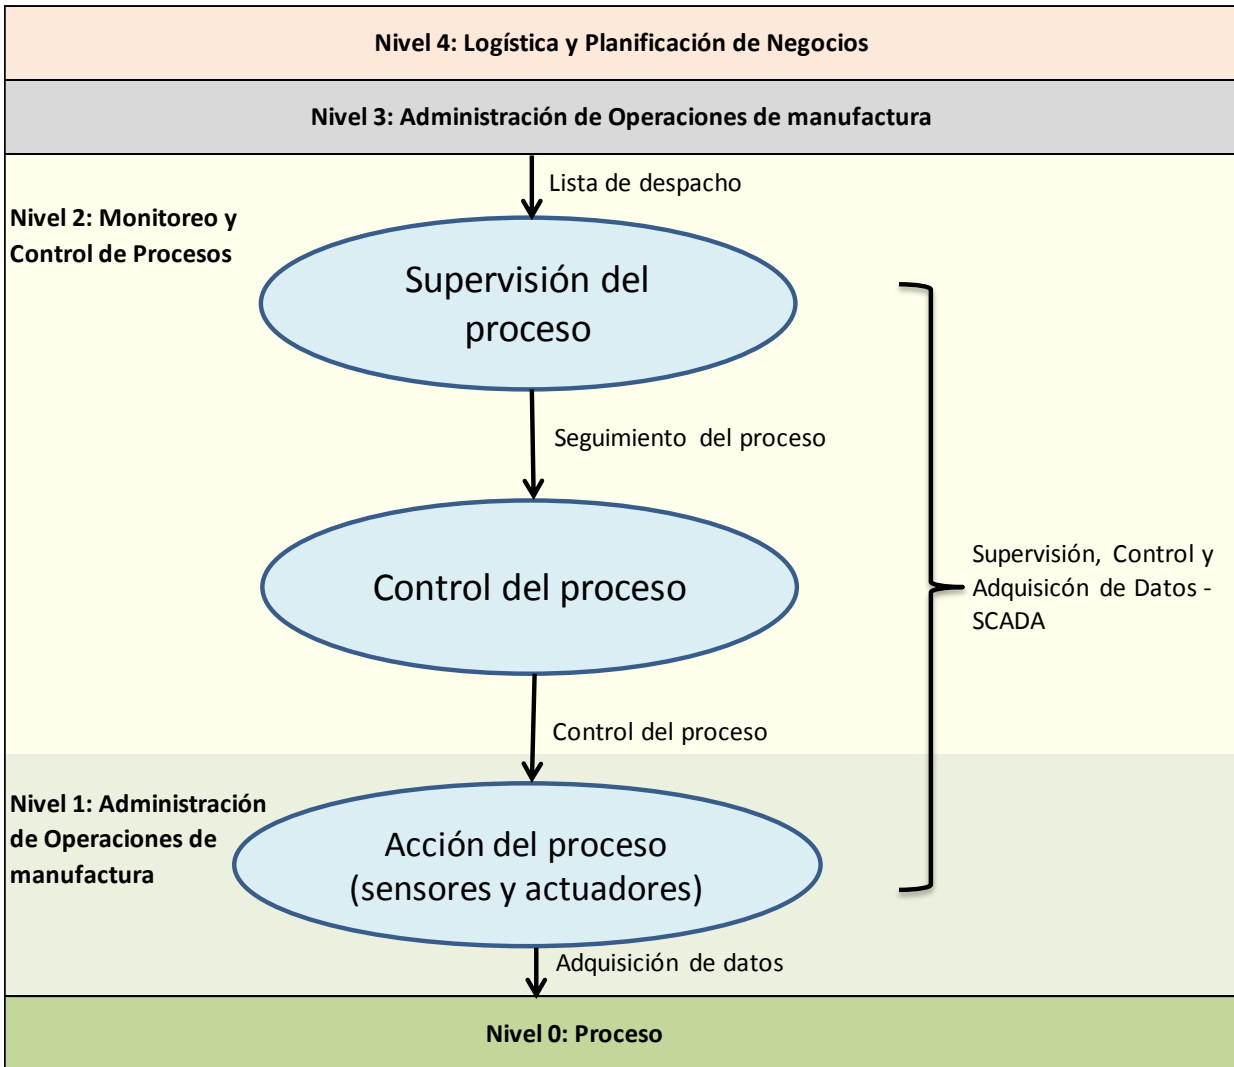 Nivel 4: Logística y Planificación de Negocios
Nivel 3: Administración de Operaciones de manufactura
Lista de despacho
Nivel 2: Monitoreo y
Control de Procesos
Supervisión del
proceso
Seguimiento del proceso
Control del proceso
Supervisión, Control y
Adquisicón de Datos -
SCADA
Control del proceso
Nivel 1: Administración
de Operaciones de
manufactura
Acción del proceso
(sensores y actuadores)
Adquisición de datos
Nivel 0: Proceso